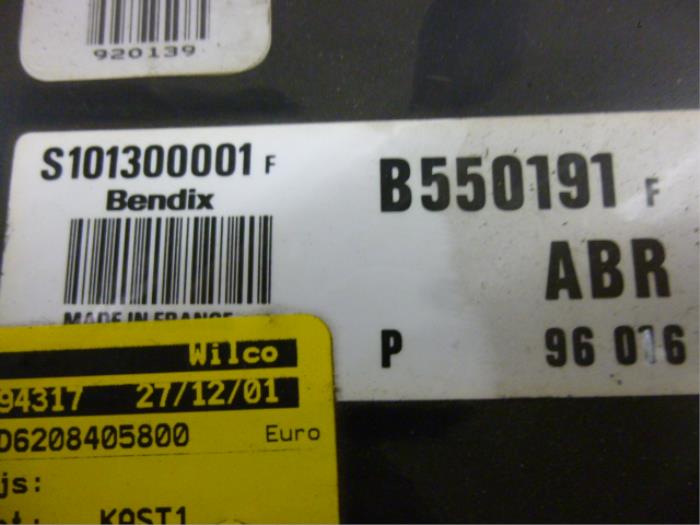 920139
S101300001 F
Bendix
B550191 F
ABR
MADE IN FRANCE
P 96 016
Wilco
94317 27/12/01
D6208405800 Euro
js:
KAST1